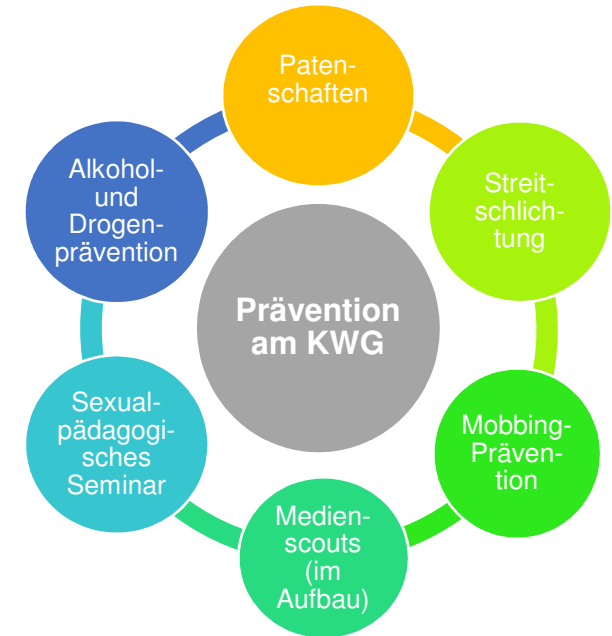 Paten-
schaften
Streit-
schlich-
tung
Mobbing-
Präven-
tion
Medien-
scouts
(im
Aufbau)
Sexual-
pädagogi-
sches
Seminar
Alkohol-
und
Drogen-
prävention
Prävention
am KWG